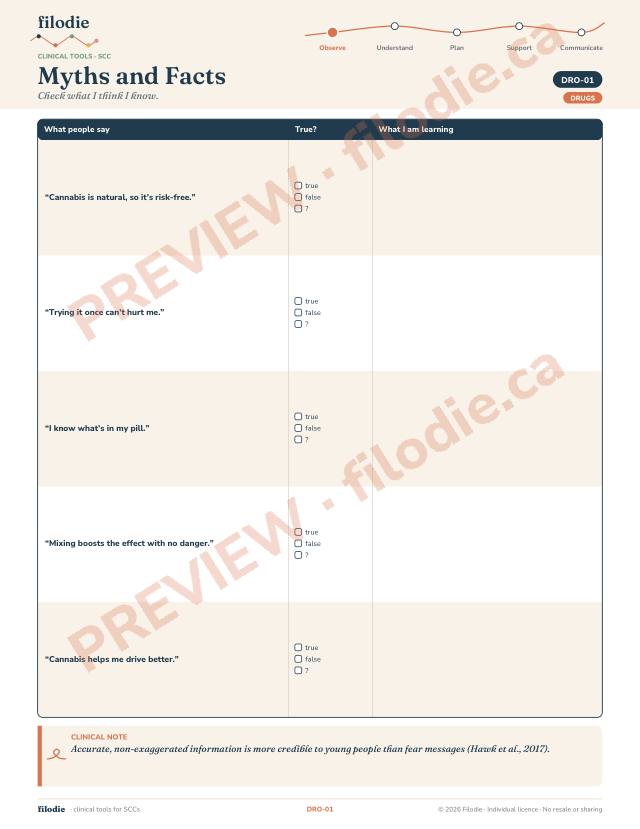 filodie
CLINICAL TOOLS · SCC
Observe
Understand
Plan
Support
Communicate
Myths and Facts
Check what I think I know.
DRO-01
DRUGS
What people say
True?
What I am learning
“Cannabis is natural, so it’s risk-free.”
true
false
?
“Trying it once can’t hurt me.”
true
false
?
“I know what’s in my pill.”
true
false
?
“Mixing boosts the effect with no danger.”
true
false
?
“Cannabis helps me drive better.”
true
false
?
PREVIEW · filodie.ca
PREVIEW · filodie.ca
CLINICAL NOTE
Accurate, non-exaggerated information is more credible to young people than fear messages (Hawk et al., 2017).
filodie · clinical tools for SCCs
DRO-01
© 2026 Filodie · Individual licence · No resale or sharing